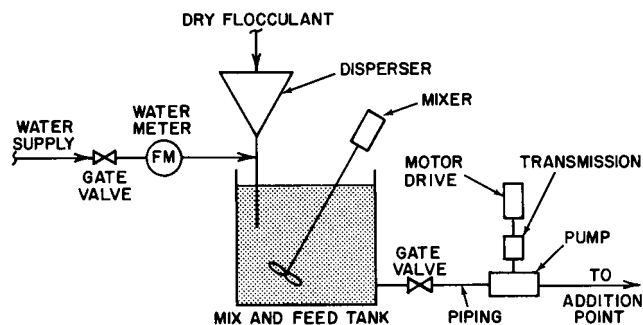 DRY FLOCCULANT
DISPERSER
MIXER
WATER
METER
WATER
SUPPLY
FM
GATE
VALVE
MOTOR
DRIVE
TRANSMISSION
PUMP
GATE
VALVE
TO
ADDITION
POINT
PIPING
MIX AND FEED TANK